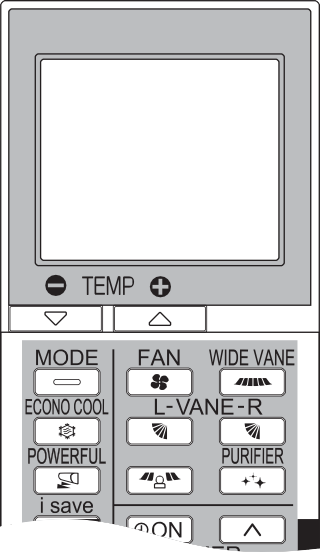 TEMP
MODE FAN WIDE VANE
ECONO COOL L-VANE-R
POWERFUL PURIFIER
i save
ON